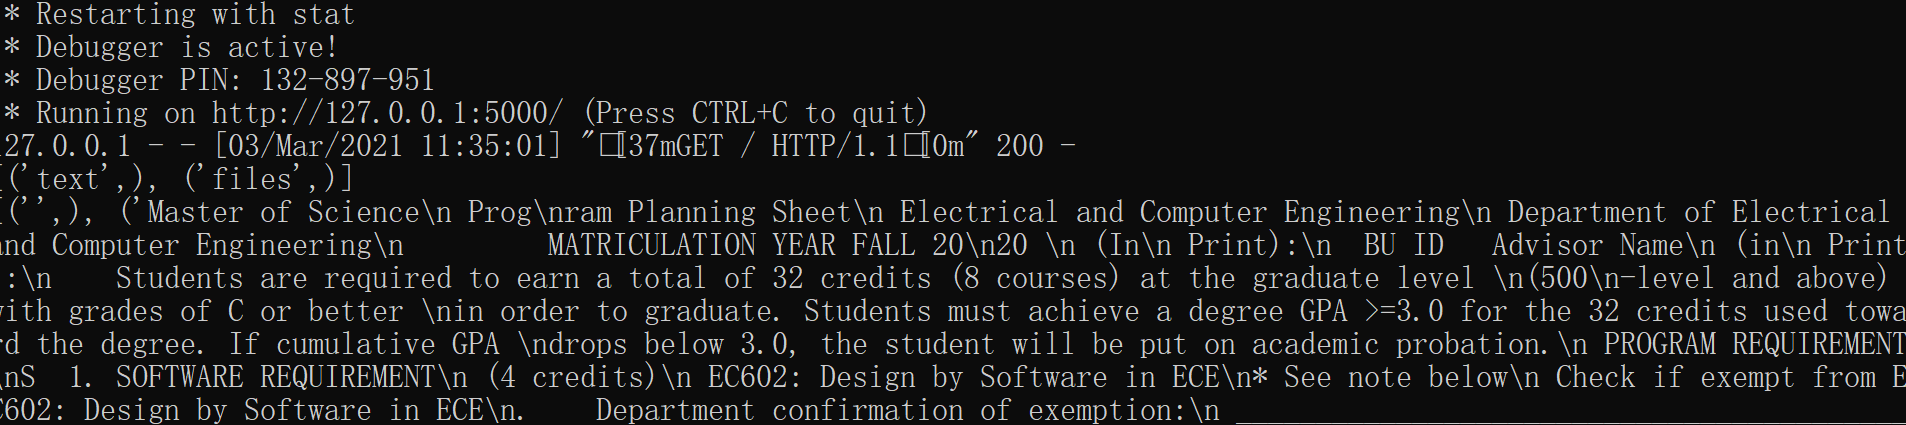 * Restarting with stat
* Debugger is active!
* Debugger PIN: 132-897-951
* Running on http://127.0.0.1:5000/ (Press CTRL+C to quit)
127.0.0.1 - - [03/Mar/2021 11:35:01] "□[37mGET / HTTP/1.1□[0m" 200 -
[('text',), ('files',)]
[('',), ('Master of Science\n Prog\nram Planning Sheet\n Electrical and Computer Engineering\n Department of Electrical
and Computer Engineering\n         MATRICULATION YEAR FALL 20\n20 \n (In\n Print):\n  BU ID   Advisor Name\n (in\n Print
):\n    Students are required to earn a total of 32 credits (8 courses) at the graduate level \n(500\n-level and above)
with grades of C or better \nin order to graduate. Students must achieve a degree GPA >=3.0 for the 32 credits used towa
rd the degree. If cumulative GPA \ndrops below 3.0, the student will be put on academic probation.\n PROGRAM REQUIREMENT
\nS  1. SOFTWARE REQUIREMENT\n (4 credits)\n EC602: Design by Software in ECE\n* See note below\n Check if exempt from E
C602: Design by Software in ECE\n.    Department confirmation of exemption:\n __________________________________________